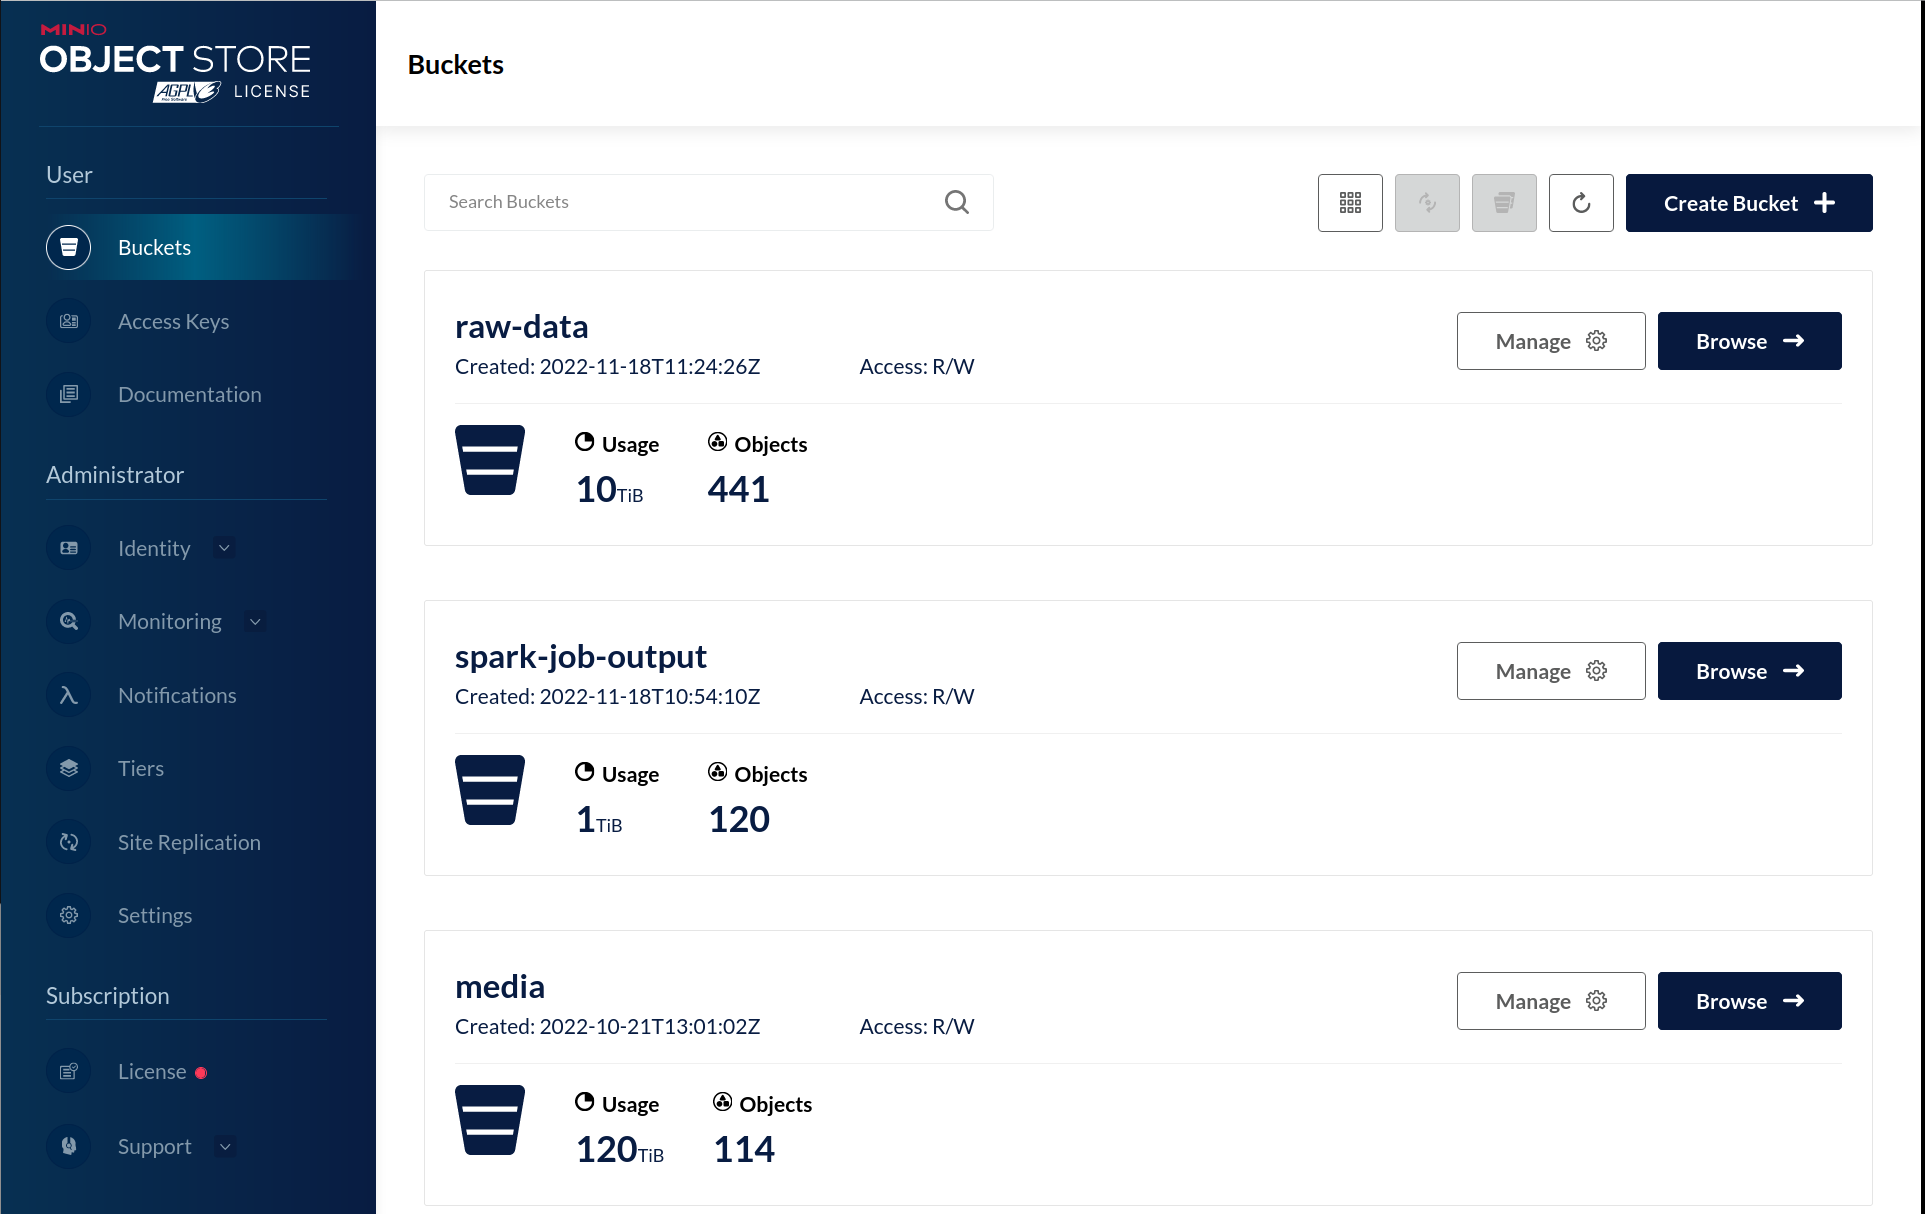 MINIO
OBJECT STORE
AGPL LICENSE
Free Software
User
Buckets
Access Keys
Documentation
Administrator
Identity
Monitoring
Notifications
Tiers
Site Replication
Settings
Subscription
License
Support
Buckets
Search Buckets
Create Bucket
raw-data
Created: 2022-11-18T11:24:26Z Access: R/W
Manage Browse
Usage Objects
10TiB 441
spark-job-output
Created: 2022-11-18T10:54:10Z Access: R/W
Manage Browse
Usage Objects
1TiB 120
media
Created: 2022-10-21T13:01:02Z Access: R/W
Manage Browse
Usage Objects
120TiB 114